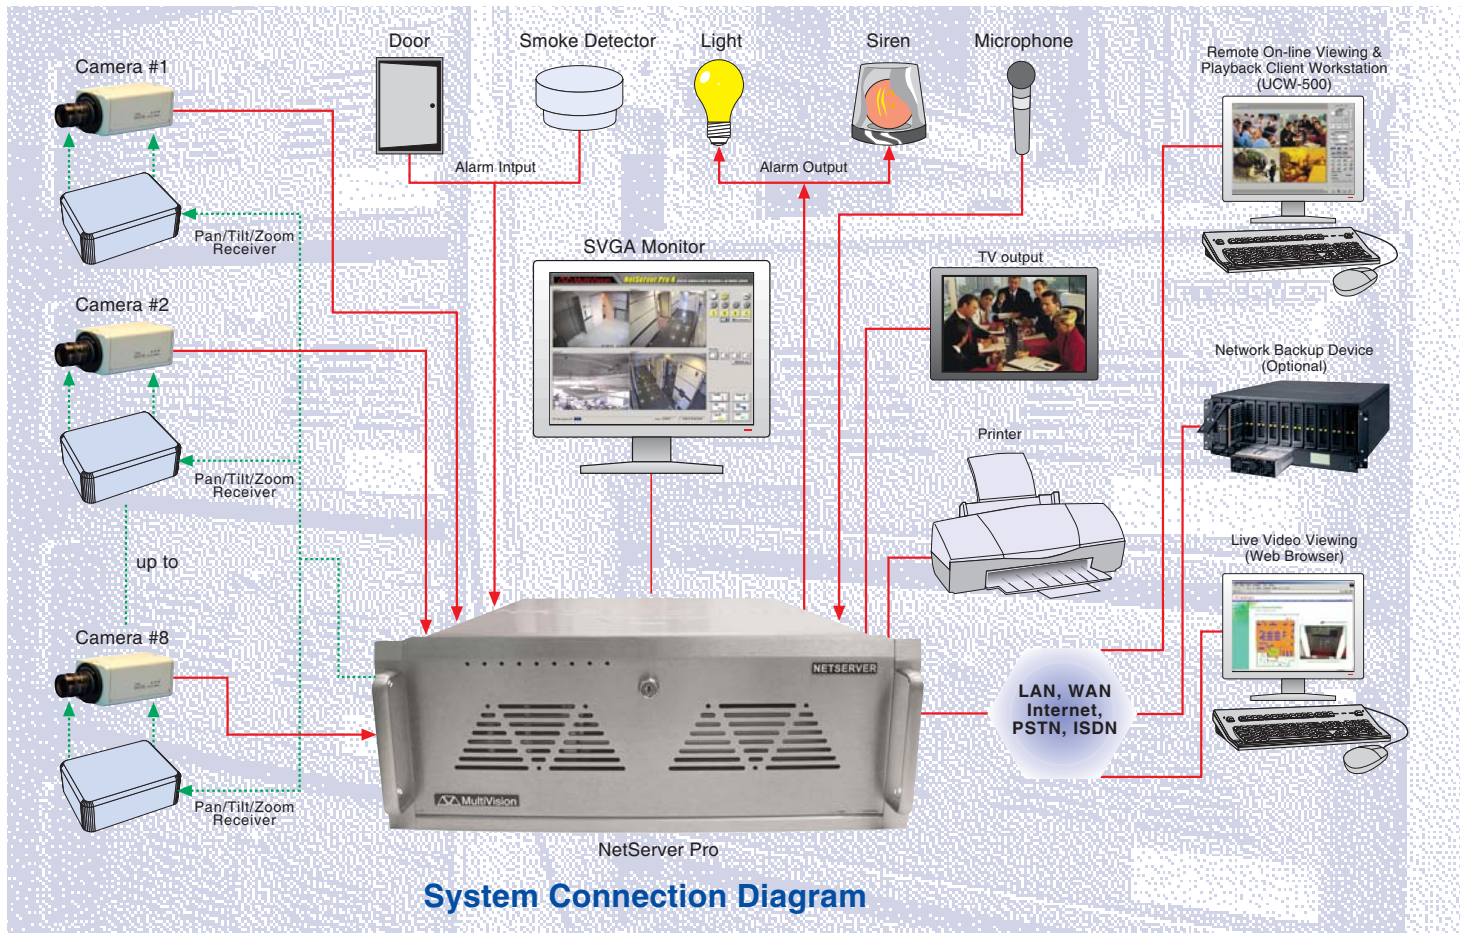 Door
Smoke Detector
Light
Siren
Microphone
Camera #1
Remote On-line Viewing &
Playback Client Workstation
(UCW-500)
Alarm Intput
Alarm Output
Pan/Tilt/Zoom
Receiver
SVGA Monitor
NetServer Pro 4
TV output
Camera #2
Network Backup Device
(Optional)
Printer
Pan/Tilt/Zoom
Receiver
Live Video Viewing
(Web Browser)
up to
Camera #8
NETSERVER
LAN, WAN
Internet,
PSTN, ISDN
Pan/Tilt/Zoom
Receiver
MultiVision
NetServer Pro
System Connection Diagram